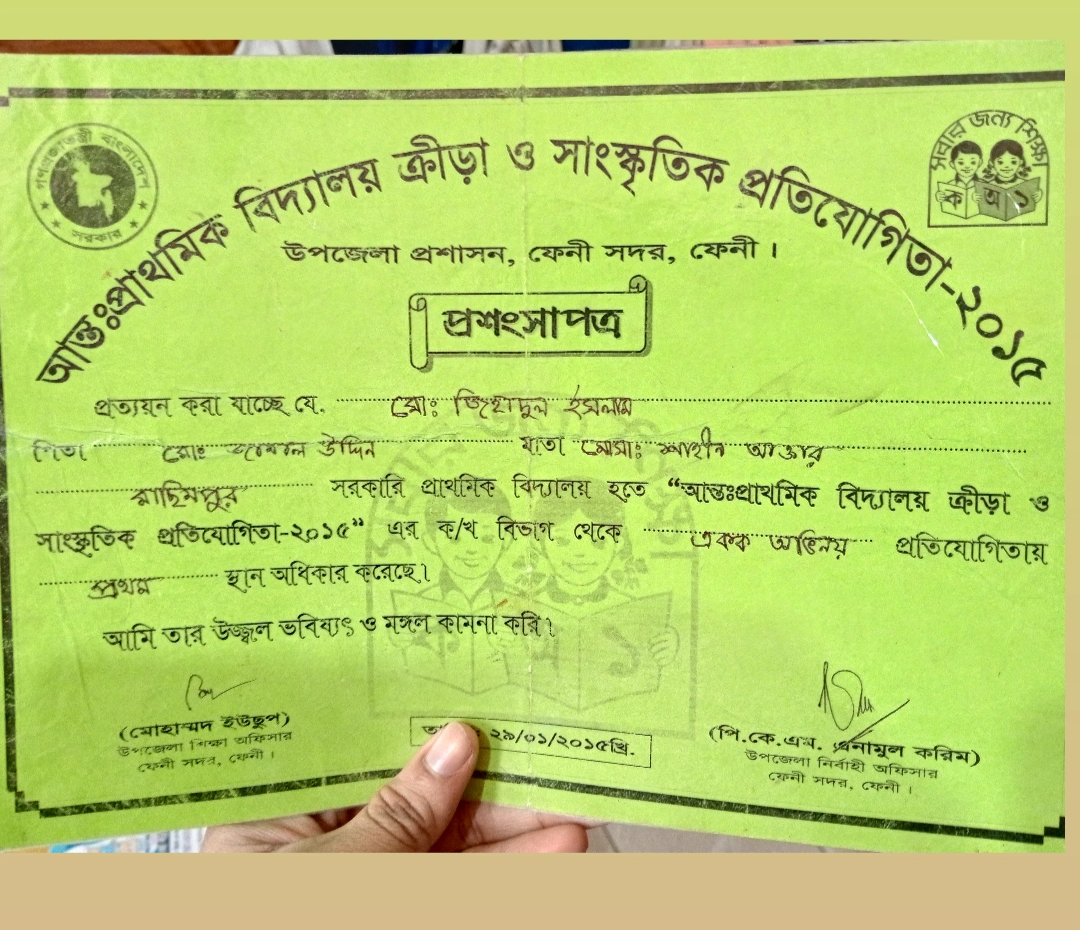 গণপ্রজাতন্ত্রী বাংলাদেশ
সরকার
সবার জন্য শিক্ষা
ক অ ১
আন্তঃপ্রাথমিক বিদ্যালয় ক্রীড়া ও সাংস্কৃতিক প্রতিযোগিতা-২০১৫
উপজেলা প্রশাসন, ফেনী সদর, ফেনী।
প্রশংসাপত্র
প্রত্যয়ন করা যাচ্ছে যে, মোঃ জিহাদুল ইসলাম
পিতা মোঃ জামাল উদ্দিন মাতা মোসাঃ শাহীন আক্তার
মাছিমপুর সরকারি প্রাথমিক বিদ্যালয় হতে “আন্তঃপ্রাথমিক বিদ্যালয় ক্রীড়া ও
সাংস্কৃতিক প্রতিযোগিতা-২০১৫” এর ক/খ বিভাগ থেকে একক অভিনয় প্রতিযোগিতায়
প্রথম স্থান অধিকার করেছে।
আমি তার উজ্জ্বল ভবিষ্যৎ ও মঙ্গল কামনা করি।
(মোহাম্মদ ইউছুপ)
উপজেলা শিক্ষা অফিসার
ফেনী সদর, ফেনী।
২৯/০১/২০১৫খ্রি.
(পি.কে.এম. এনামুল করিম)
উপজেলা নির্বাহী অফিসার
ফেনী সদর, ফেনী।